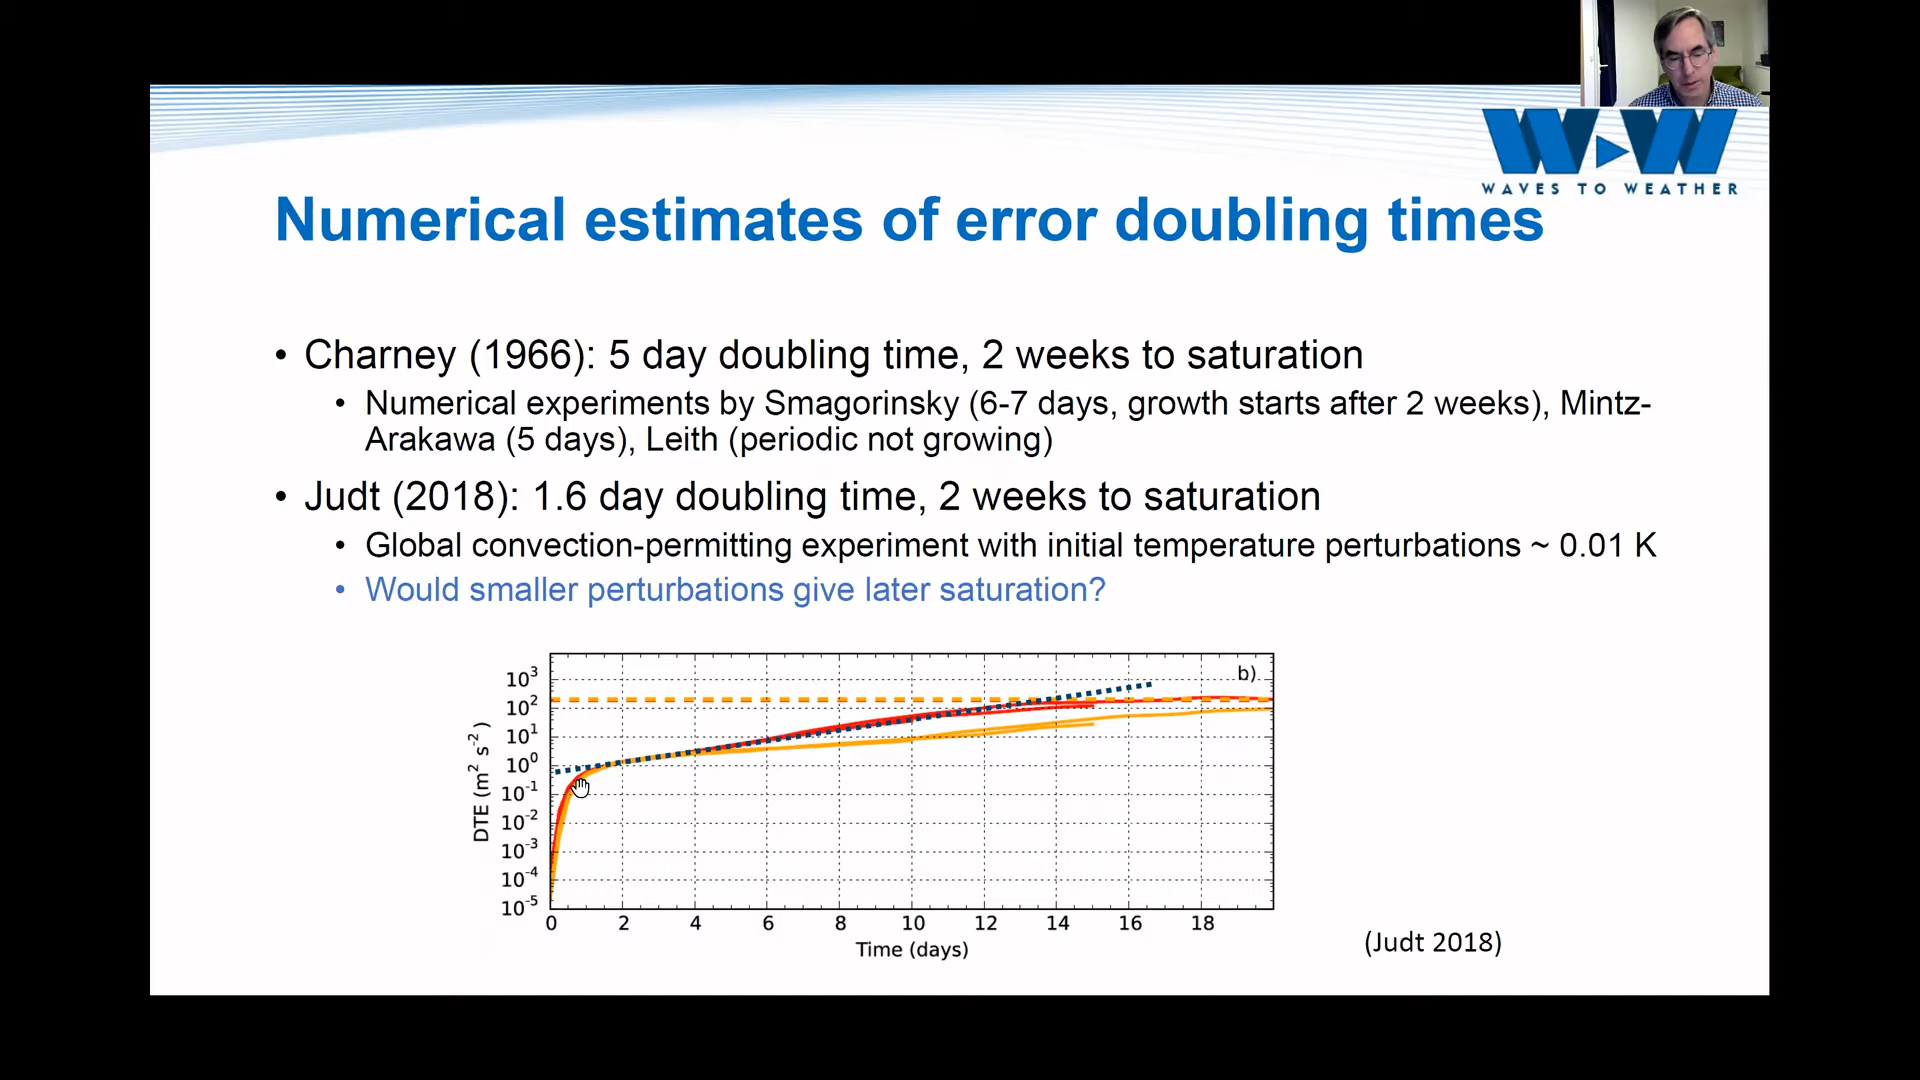 WAVES TO WEATHER
Numerical estimates of error doubling times
• Charney (1966): 5 day doubling time, 2 weeks to saturation
• Numerical experiments by Smagorinsky (6-7 days, growth starts after 2 weeks), Mintz-
Arakawa (5 days), Leith (periodic not growing)
• Judt (2018): 1.6 day doubling time, 2 weeks to saturation
• Global convection-permitting experiment with initial temperature perturbations ~ 0.01 K
• Would smaller perturbations give later saturation?
b)
10³
10²
10¹
10⁰
10⁻¹
10⁻²
10⁻³
10⁻⁴
10⁻⁵
DTE (m² s⁻²)
0 2 4 6 8 10 12 14 16 18
Time (days)
(Judt 2018)